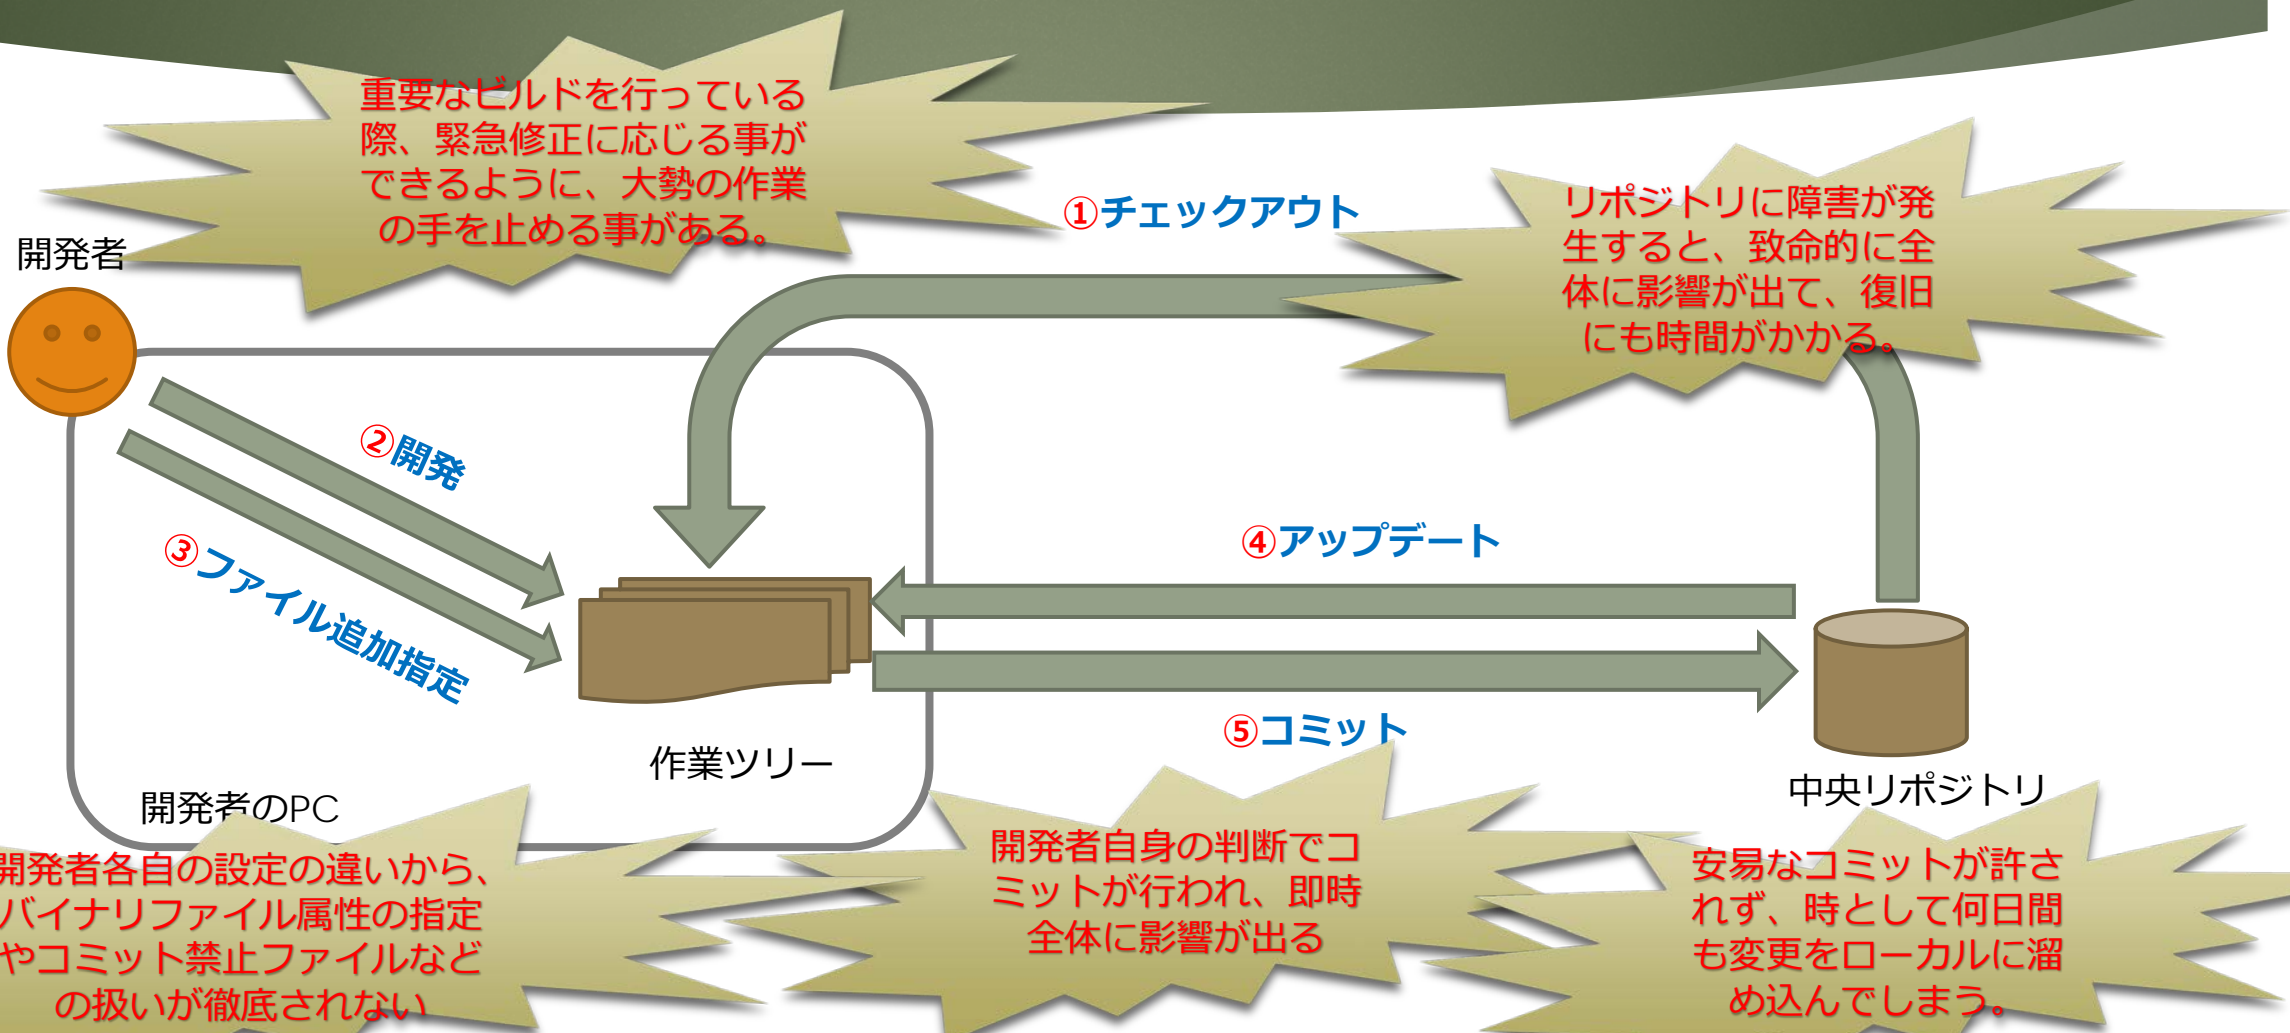 重要なビルドを行っている
際、緊急修正に応じる事が
できるように、大勢の作業
の手を止める事がある。
①チェックアウト
リポジトリに障害が発
生すると、致命的に全
体に影響が出て、復旧
にも時間がかかる。
開発者
②開発
③ファイル追加指定
④アップデート
⑤コミット
作業ツリー
開発者のPC
中央リポジトリ
開発者各自の設定の違いから、
バイナリファイル属性の指定
やコミット禁止ファイルなど
の扱いが徹底されない
開発者自身の判断でコ
ミットが行われ、即時
全体に影響が出る
安易なコミットが許さ
れず、時として何日間
も変更をローカルに溜
め込んでしまう。